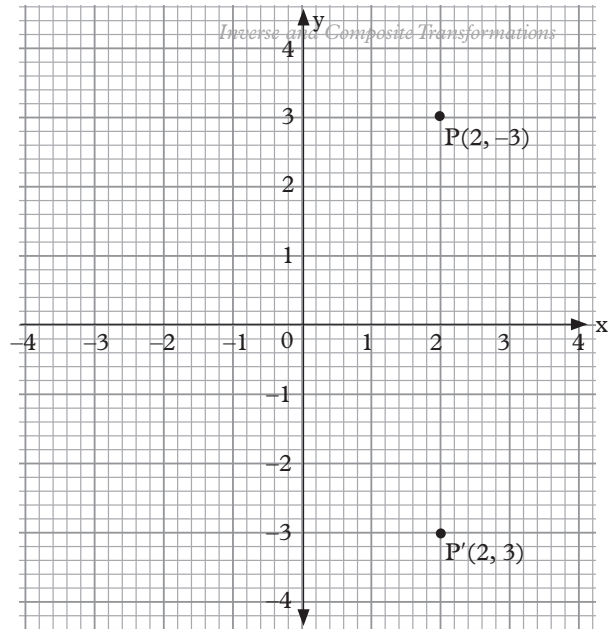 Inverse and Composite Transformations
y
4
3
P(2, –3)
2
1
x
–4 –3 –2 –1 0 1 2 3 4
–1
–2
–3
P′(2, 3)
–4